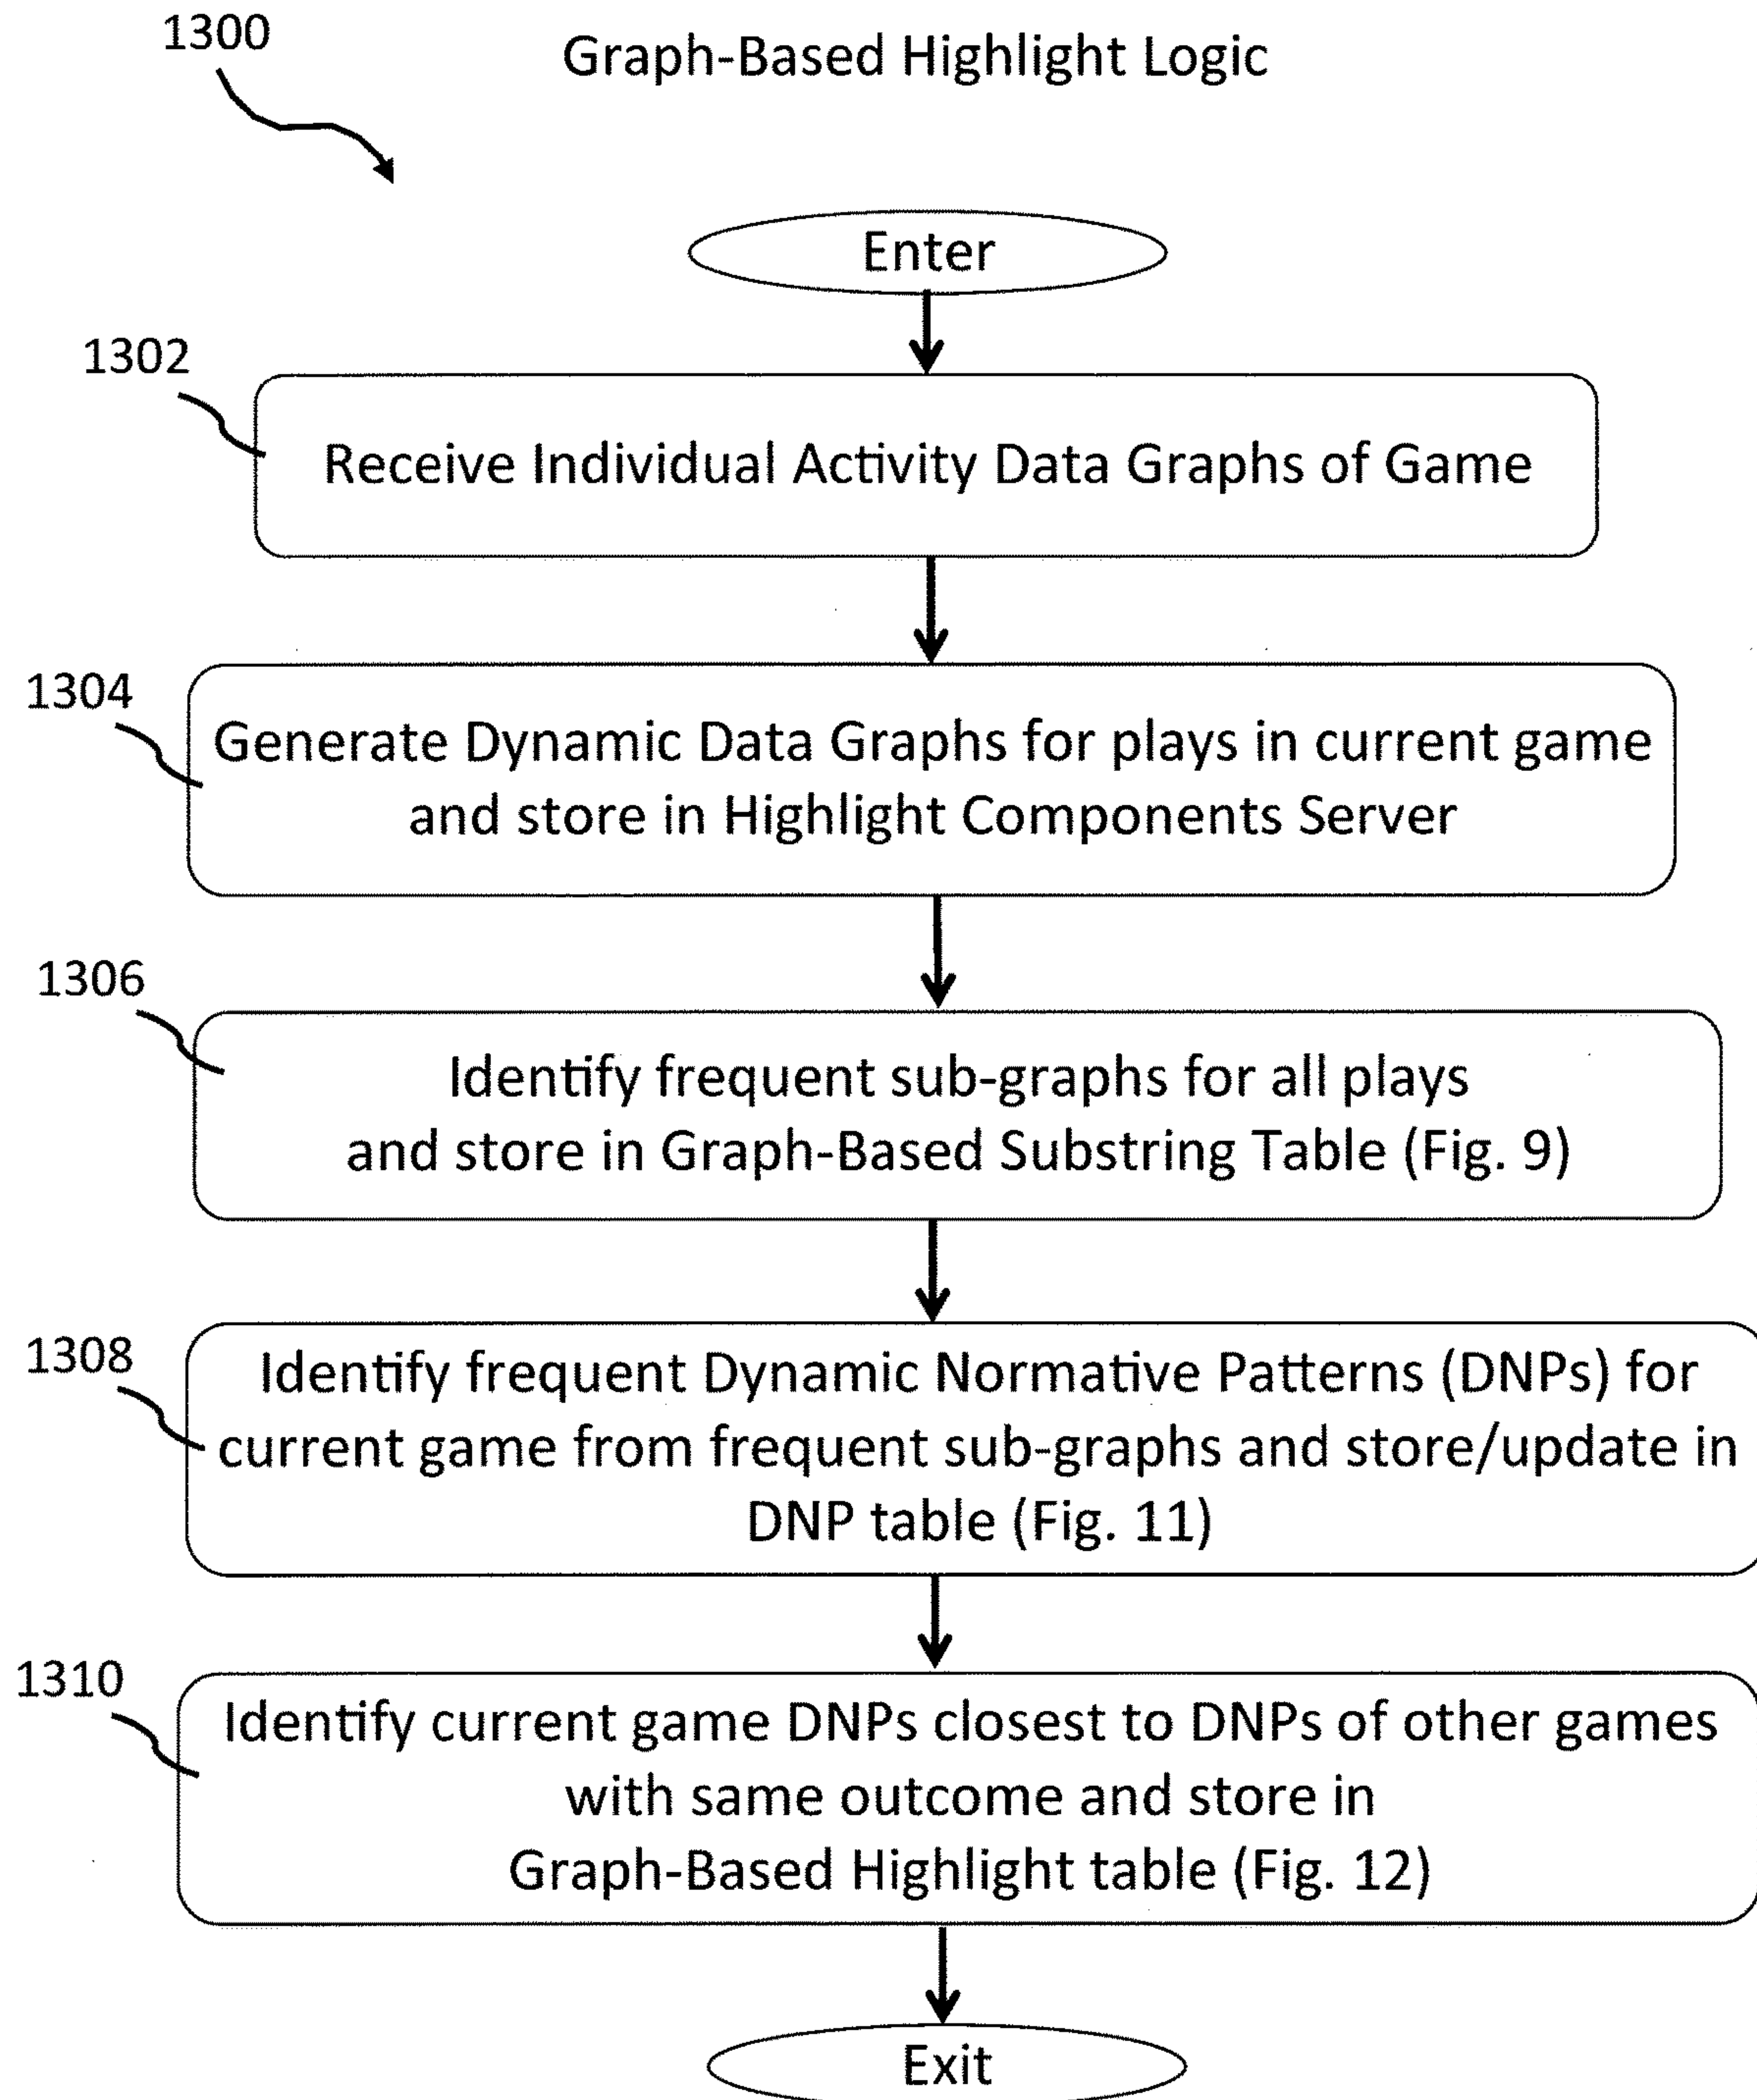 1300
Graph-Based Highlight Logic
Enter
1302
Receive Individual Activity Data Graphs of Game
1304
Generate Dynamic Data Graphs for plays in current game
and store in Highlight Components Server
1306
Identify frequent sub-graphs for all plays
and store in Graph-Based Substring Table (Fig. 9)
1308
Identify frequent Dynamic Normative Patterns (DNPs) for
current game from frequent sub-graphs and store/update in
DNP table (Fig. 11)
1310
Identify current game DNPs closest to DNPs of other games
with same outcome and store in
Graph-Based Highlight table (Fig. 12)
Exit